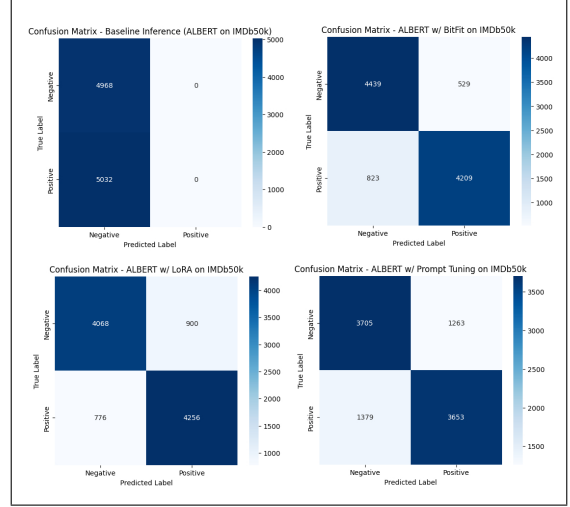 Confusion Matrix - Baseline Inference (ALBERT on IMDb50k)
5000
4000
3000
2000
1000
0
True Label
Negative
Positive
4968
0
5032
0
Negative
Positive
Predicted Label
Confusion Matrix - ALBERT w/ BitFit on IMDb50k
4000
3500
3000
2500
2000
1500
1000
True Label
Negative
Positive
4439
529
823
4209
Negative
Positive
Predicted Label
Confusion Matrix - ALBERT w/ LoRA on IMDb50k
4000
3500
3000
2500
2000
1500
1000
True Label
Negative
Positive
4068
900
776
4256
Negative
Positive
Predicted Label
Confusion Matrix - ALBERT w/ Prompt Tuning on IMDb50k
3500
3000
2500
2000
1500
True Label
Negative
Positive
3705
1263
1379
3653
Negative
Positive
Predicted Label